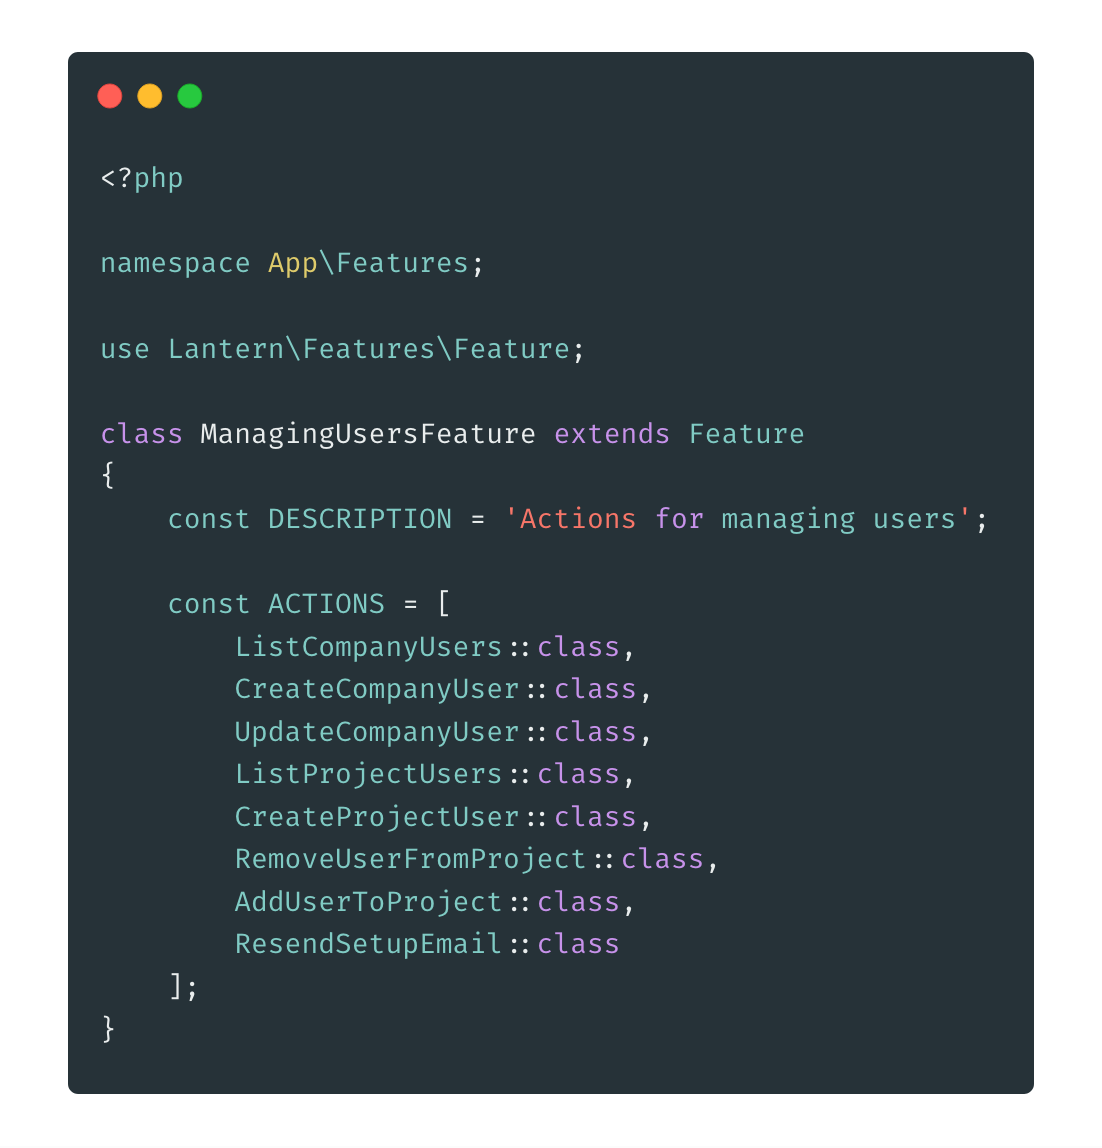 <?php
namespace App\Features;
use Lantern\Features\Feature;
class ManagingUsersFeature extends Feature
{
    const DESCRIPTION = 'Actions for managing users';
    const ACTIONS = [
        ListCompanyUsers::class,
        CreateCompanyUser::class,
        UpdateCompanyUser::class,
        ListProjectUsers::class,
        CreateProjectUser::class,
        RemoveUserFromProject::class,
        AddUserToProject::class,
        ResendSetupEmail::class
    ];
}